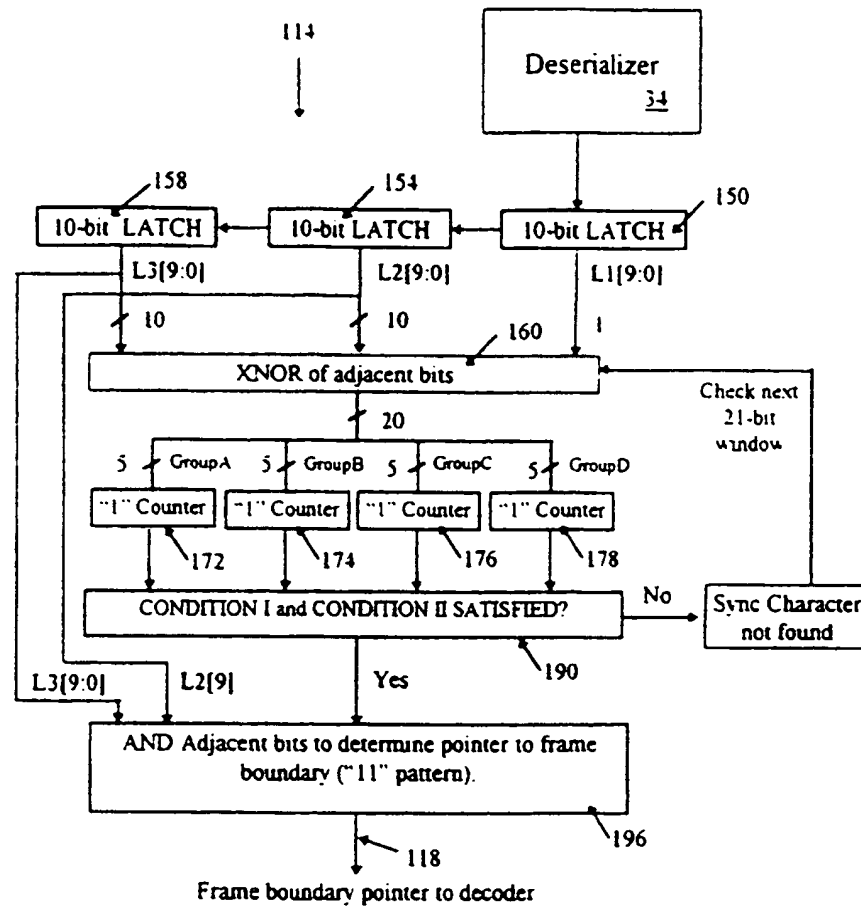 114
Deserializer
34
158
154
150
10-bit LATCH
10-bit LATCH
10-bit LATCH
L3[9:0]
L2[9:0]
L1[9:0]
10
10
1
160
XNOR of adjacent bits
Check next
21-bit
window
20
5
GroupA
5
GroupB
5
GroupC
5
GroupD
"1" Counter
"1" Counter
"1" Counter
"1" Counter
172
174
176
178
CONDITION I and CONDITION II SATISFIED?
No
Sync Character
not found
190
L3[9:0]
L2[9]
Yes
AND Adjacent bits to determine pointer to frame
boundary ("11" pattern).
196
118
Frame boundary pointer to decoder